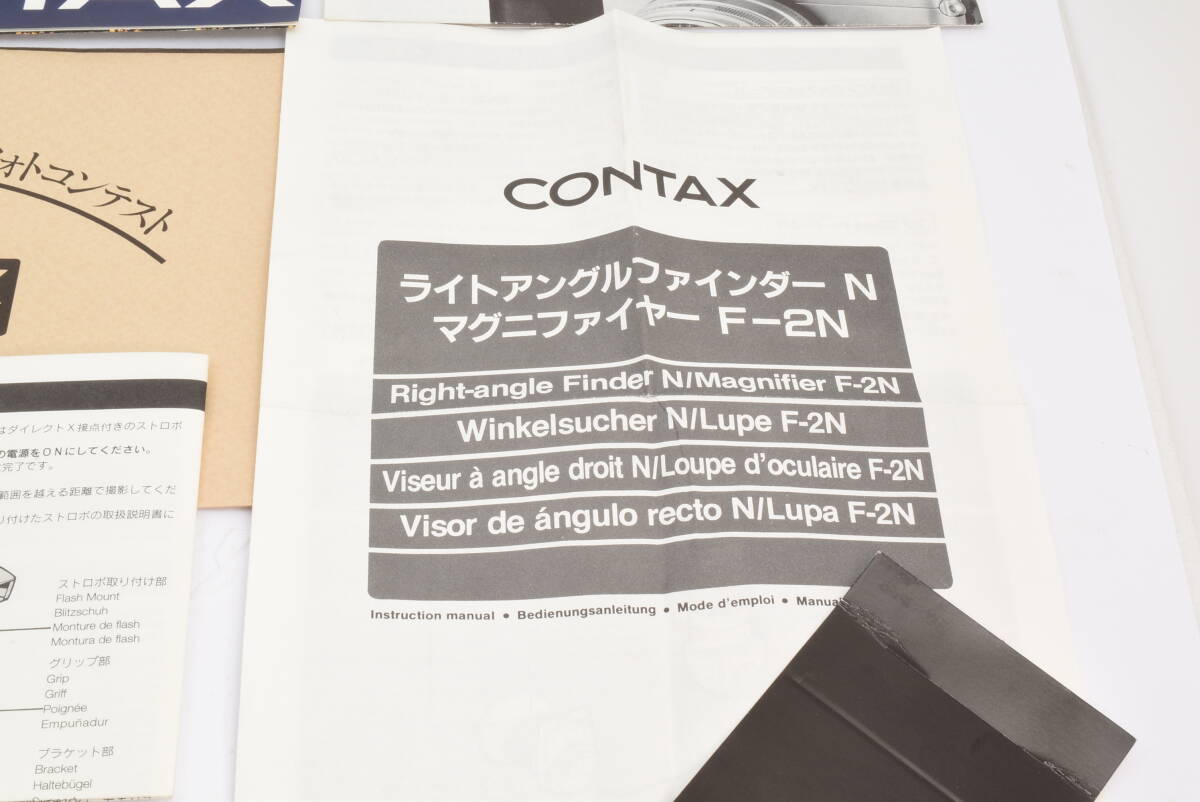 TAX
フォトコンテスト
CONTAX
ライトアングルファインダー N
マグニファイヤー F-2N
Right-angle Finder N/Magnifier F-2N
Winkelsucher N/Lupe F-2N
Viseur à angle droit N/Loupe d'oculaire F-2N
Visor de ángulo recto N/Lupa F-2N
Instruction manual • Bedienungsanleitung • Mode d'emploi • Manual
はダイレクトX接点付きのストロボ
の電源をONにしてください。
完了です。
範囲を越える距離で撮影してくだ
り付けたストロボの取扱説明書に
ストロボ取り付け部
Flash Mount
Blitzschuh
Monture de flash
Montura de flash
グリップ部
Grip
Griff
Poignée
Empuñadur
ブラケット部
Bracket
Haltebügel